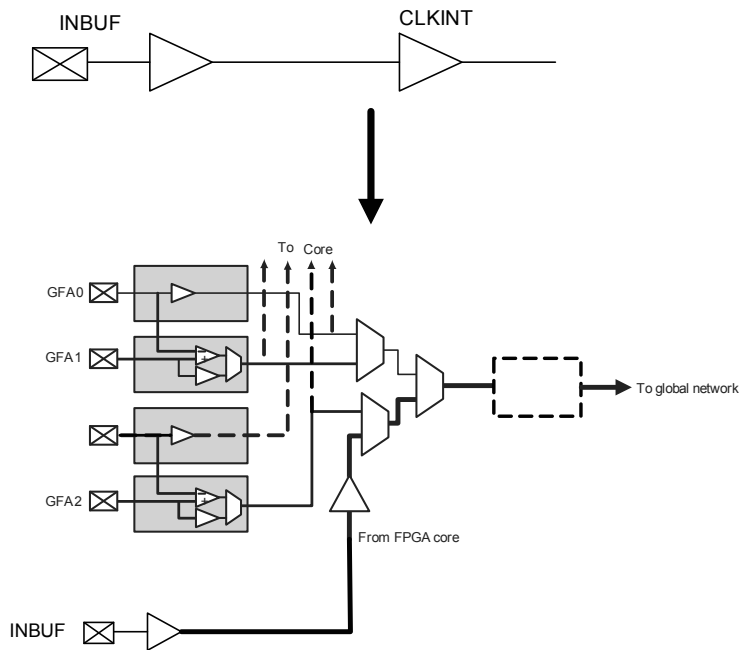 INBUF
CLKINT
To Core
GFA0
GFA1
To global network
GFA2
From FPGA core
INBUF